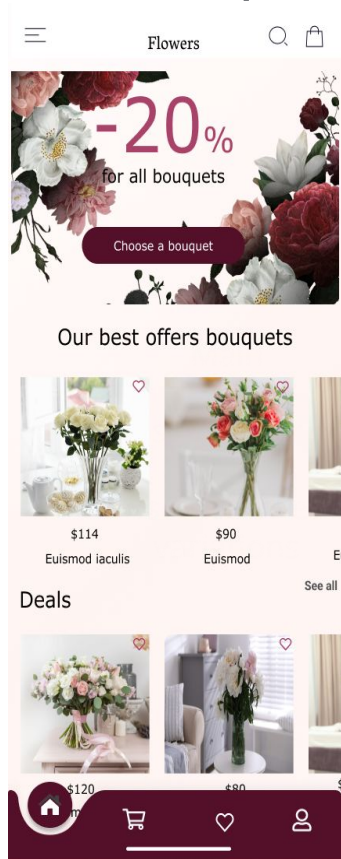 Flowers
-20%
for all bouquets
Choose a bouquet
Our best offers bouquets
$114
$90
Euismod iaculis
Euismod
E
See all
Deals
$120
$80